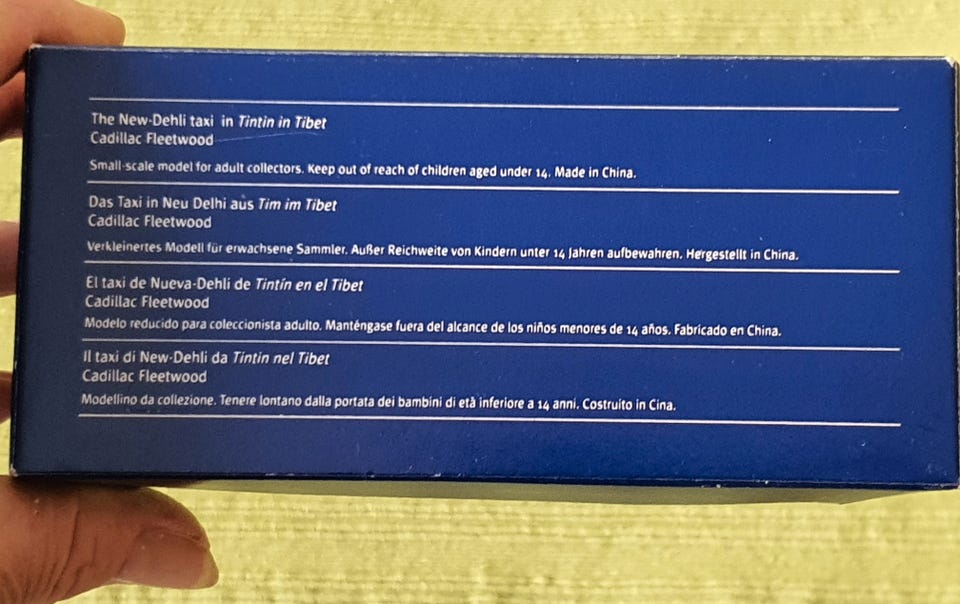 The New-Dehli taxi in Tintin in Tibet
Cadillac Fleetwood
Small-scale model for adult collectors. Keep out of reach of children aged under 14. Made in China.
Das Taxi in Neu Delhi aus Tim im Tibet
Cadillac Fleetwood
Verkleinertes Modell für erwachsene Sammler. Außer Reichweite von Kindern unter 14 Jahren aufbewahren. Hergestellt in China.
El taxi de Nueva-Dehli de Tintín en el Tibet
Cadillac Fleetwood
Modelo reducido para coleccionista adulto. Manténgase fuera del alcance de los niños menores de 14 años. Fabricado en China.
Il taxi di New-Dehli da Tintin nel Tibet
Cadillac Fleetwood
Modellino da collezione. Tenere lontano dalla portata dei bambini di età inferiore a 14 anni. Costruito in Cina.